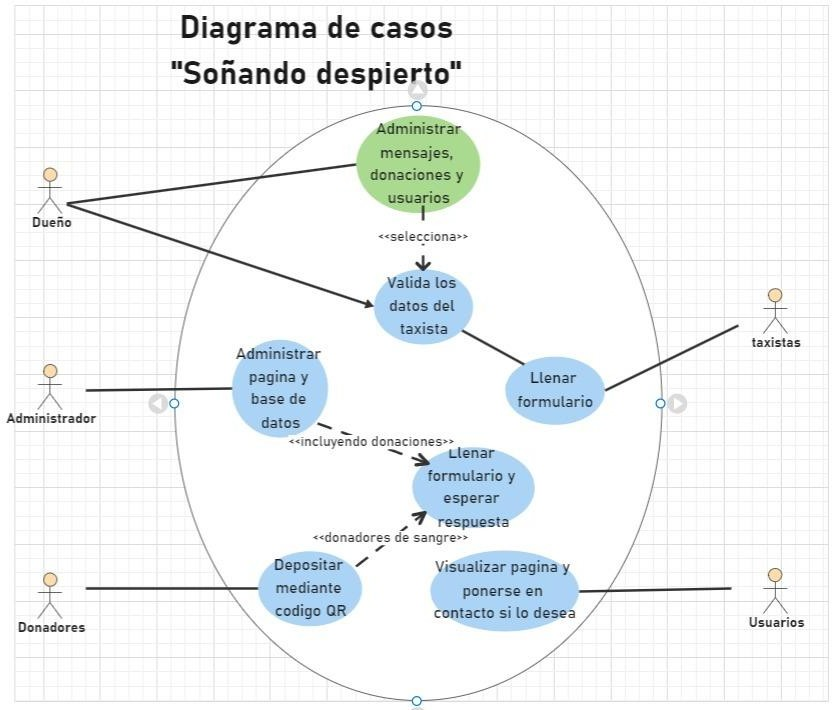 Diagrama de casos
"Soñando despierto"
Administrar
mensajes,
donaciones y
usuarios
Dueño
<<selecciona>>
Valida los
datos del
taxista
taxistas
Administrar
pagina y
base de
datos
Llenar
formulario
Administrador
<<incluyendo donaciones>>
Llenar
formulario y
esperar
respuesta
<<donadores de sangre>>
Depositar
mediante
codigo QR
Visualizar pagina y
ponerse en
contacto si lo desea
Donadores
Usuarios